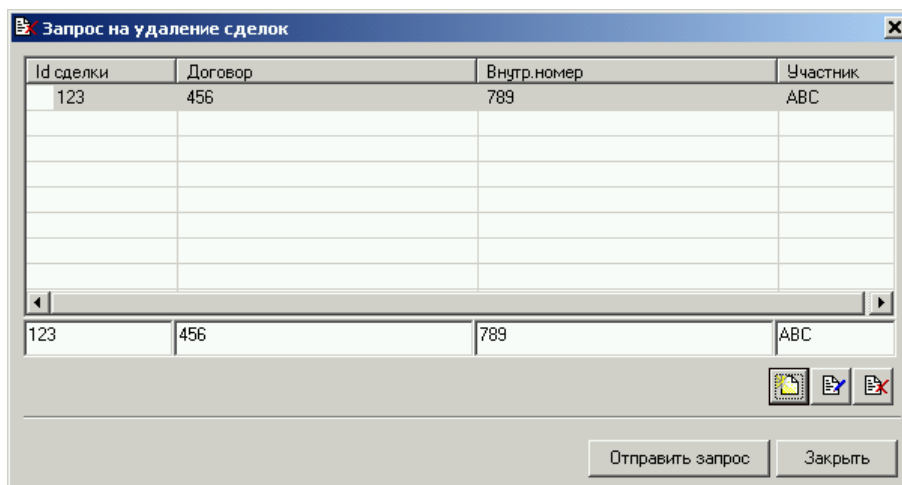 Запрос на удаление сделок
Id сделки Договор Внутр.номер Участник
123 456 789 ABC
123 456 789 ABC
Отправить запрос Закрыть